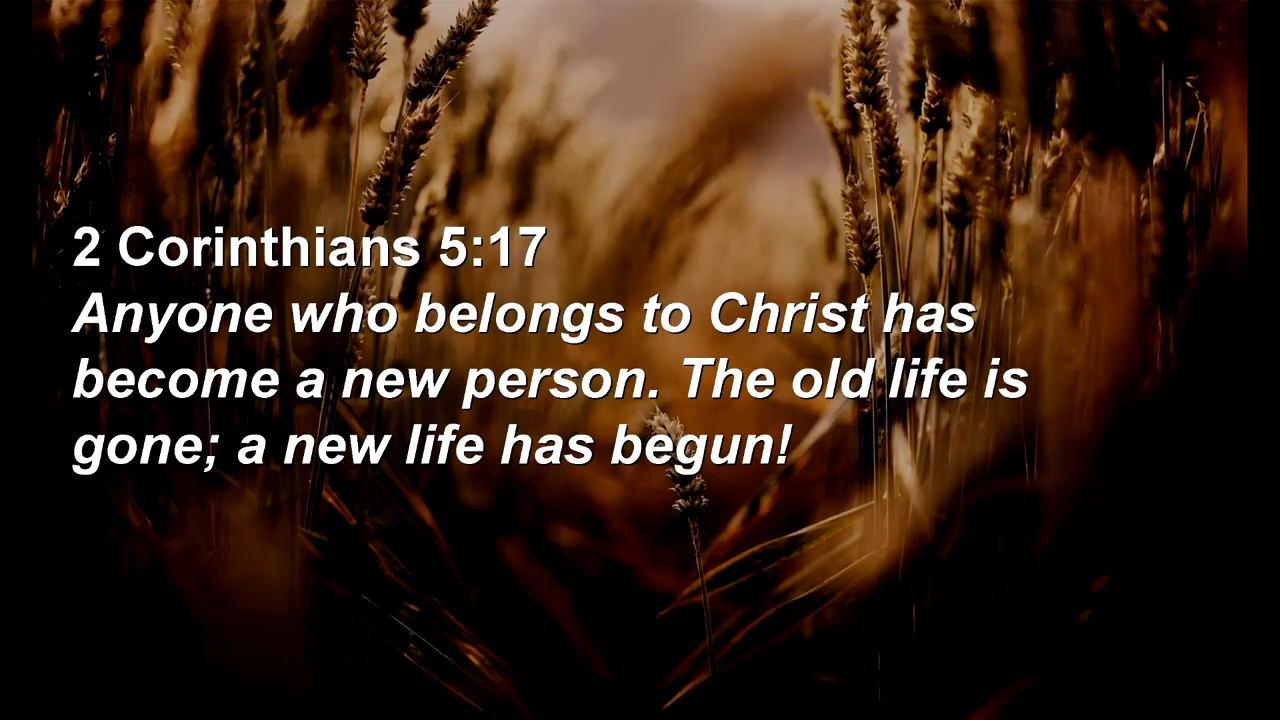 2 Corinthians 5:17
Anyone who belongs to Christ has
become a new person. The old life is
gone; a new life has begun!